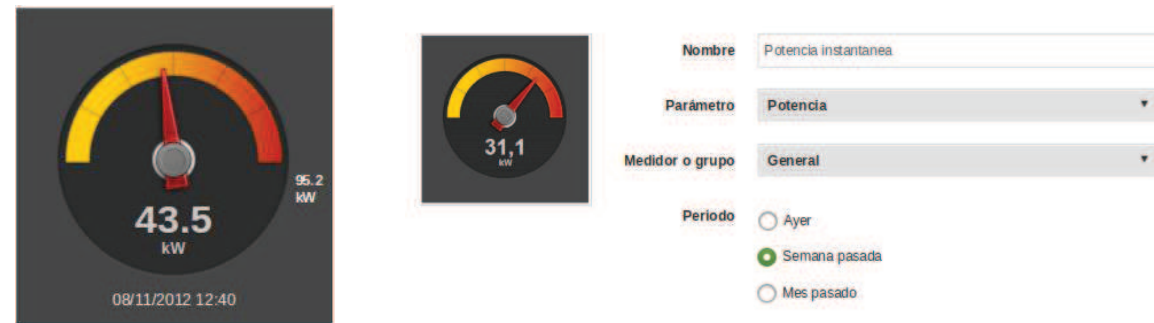 95.2
kW
43.5
kW
08/11/2012 12:40
31,1
kW
Nombre Potencia instantanea
Parámetro Potencia
Medidor o grupo General
Periodo Ayer
Semana pasada
Mes pasado